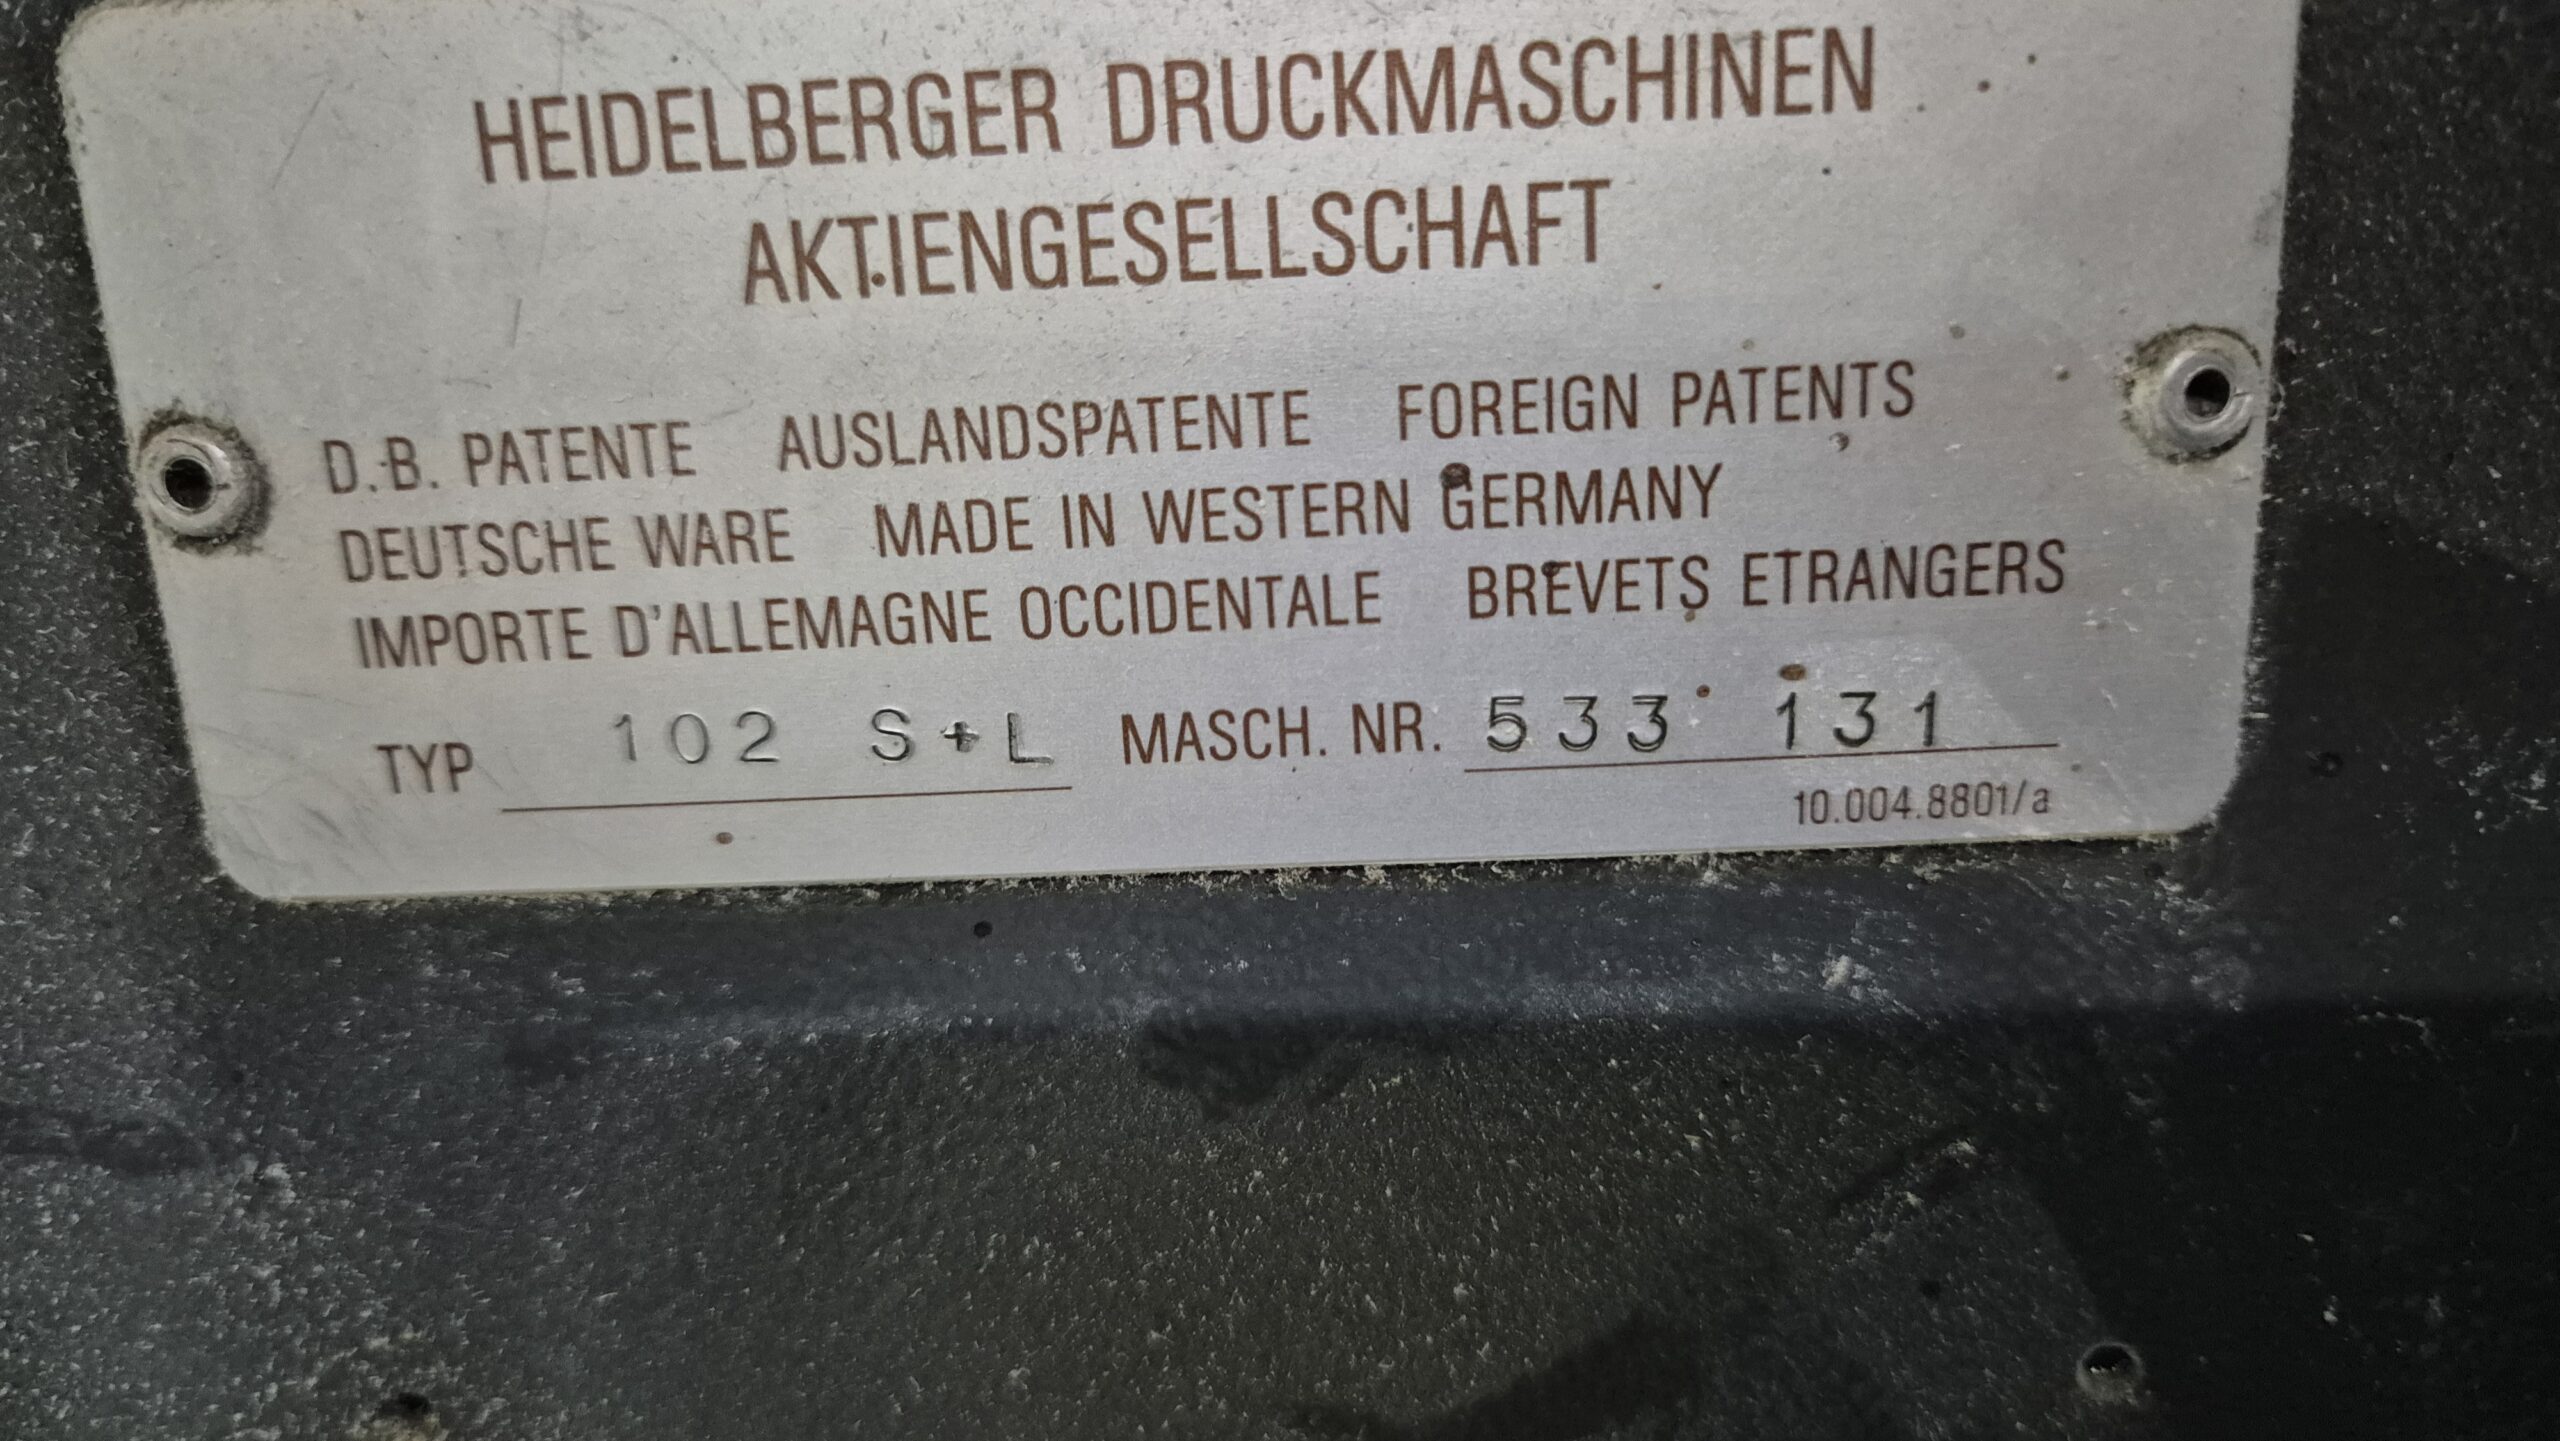 HEIDELBERGER DRUCKMASCHINEN
AKTIENGESELLSCHAFT
D.B. PATENTE AUSLANDSPATENTE FOREIGN PATENTS
DEUTSCHE WARE MADE IN WESTERN GERMANY
IMPORTE D'ALLEMAGNE OCCIDENTALE BREVETS ETRANGERS
TYP 102 S+L MASCH. NR. 533 131
10.004.8801/a